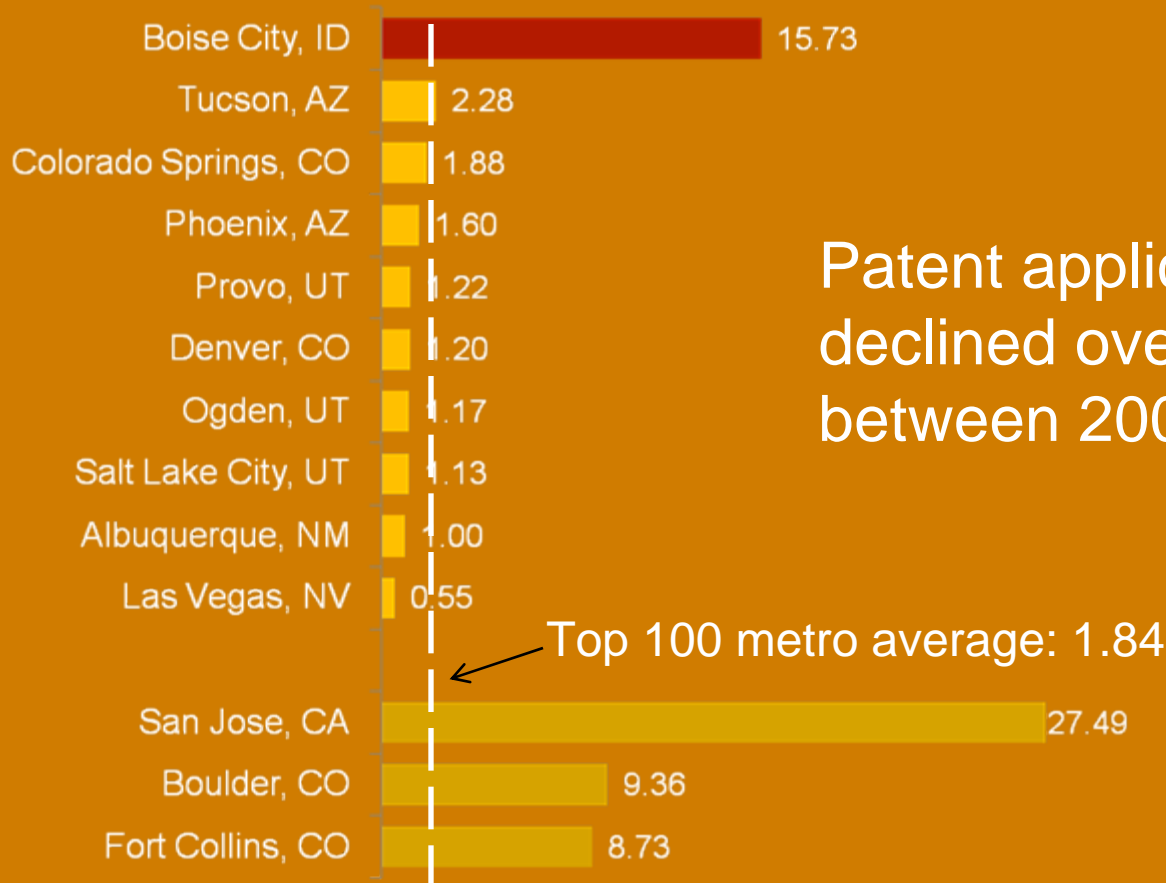 Boise City, ID 15.73
Tucson, AZ 2.28
Colorado Springs, CO 1.88
Phoenix, AZ 1.60
Provo, UT 1.22
Denver, CO 1.20
Ogden, UT 1.17
Salt Lake City, UT 1.13
Albuquerque, NM 1.00
Las Vegas, NV 0.55
Patent
declined
between
Top 100 metro average: 1.84
San Jose, CA 27.49
Boulder, CO 9.36
Fort Collins, CO 8.73